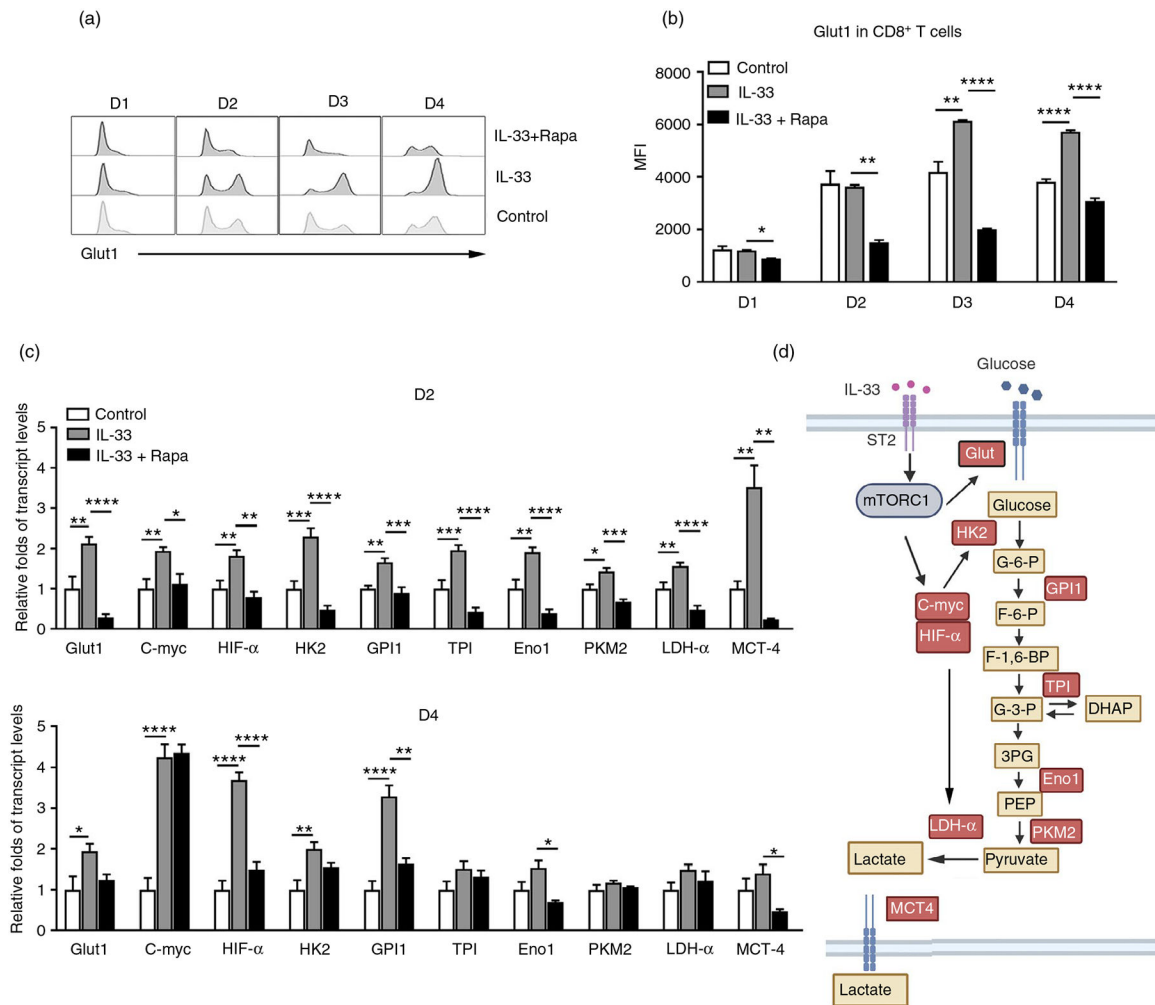 (a)
D1 D2 D3 D4
IL-33+Rapa
IL-33
Control
Glut1
(b)
Glut1 in CD8⁺ T cells
Control
IL-33
IL-33 + Rapa
MFI
8000
6000
4000
2000
0
* ** ** **** **** ****
D1 D2 D3 D4
(c)
D2
Control
IL-33
IL-33 + Rapa
Relative folds of transcript levels
5
4
3
2
1
0
** **** ** * ** ** *** **** ** *** *** **** ** **** * *** ** **** ** **
Glut1 C-myc HIF-α HK2 GPI1 TPI Eno1 PKM2 LDH-α MCT-4
D4
Relative folds of transcript levels
5
4
3
2
1
0
* **** **** **** ** **** ** * *
Glut1 C-myc HIF-α HK2 GPI1 TPI Eno1 PKM2 LDH-α MCT-4
(d)
Glucose
IL-33
ST2
Glut
mTORC1
Glucose
HK2
G-6-P
GPI1
C-myc
F-6-P
HIF-α
F-1,6-BP
TPI
G-3-P
DHAP
3PG
Eno1
PEP
LDH-α
PKM2
Lactate
Pyruvate
MCT4
Lactate